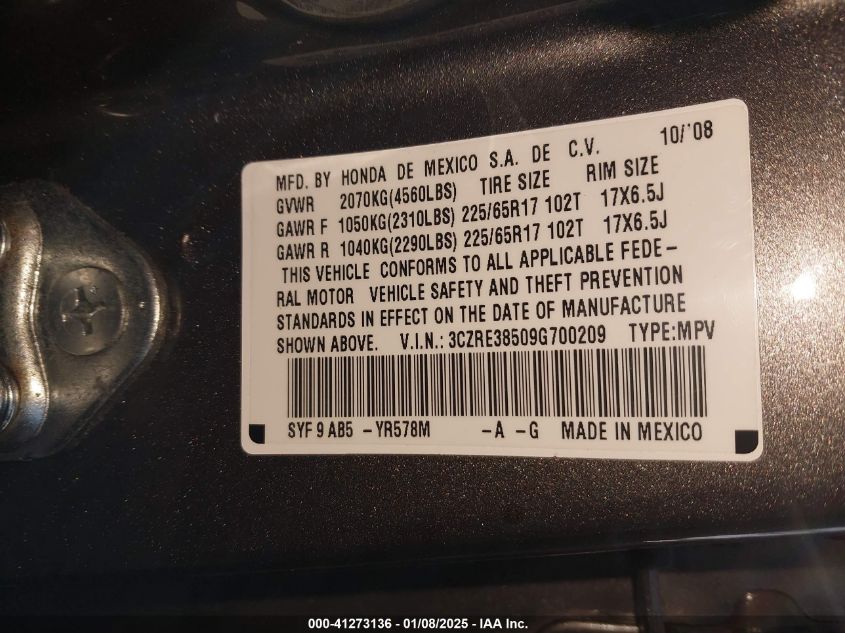 10/'08
MFD. BY HONDA DE MEXICO S.A. DE C.V.
GVWR 2070KG(4560LBS) TIRE SIZE RIM SIZE
GAWR F 1050KG(2310LBS) 225/65R17 102T 17X6.5J
GAWR R 1040KG(2290LBS) 225/65R17 102T 17X6.5J
THIS VEHICLE CONFORMS TO ALL APPLICABLE FEDE-
RAL MOTOR VEHICLE SAFETY AND THEFT PREVENTION
STANDARDS IN EFFECT ON THE DATE OF MANUFACTURE
SHOWN ABOVE. V.I.N.: 3CZRE38509G700209 TYPE:MPV
SYF 9 AB5 -YR578M -A -G MADE IN MEXICO
000-41273136 - 01/08/2025 - IAA Inc.